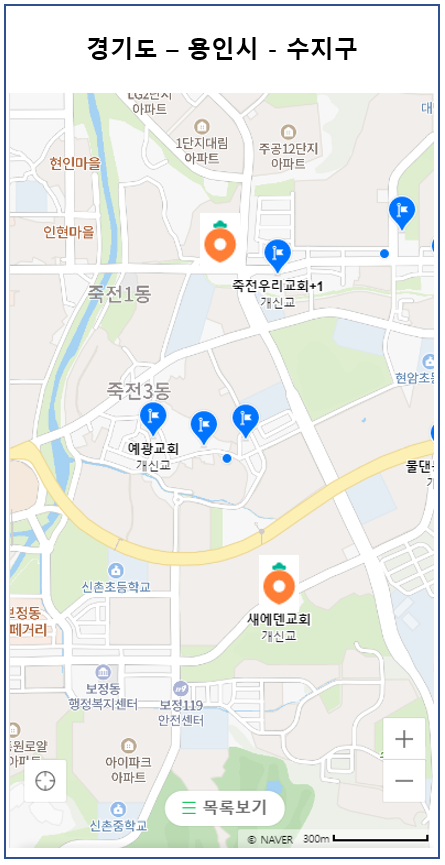 경기도 – 용인시 - 수지구
LG2단지
아파트
1단지대림
아파트
주공12단지
아파트
대
현인마을
인현마을
죽전우리교회+1
개신교
죽전1동
현암초등
죽전3동
예광교회
개신교
물댄
개
신촌초등학교
새에덴교회
개신교
보정동
페거리
보정동
행정복지센터
보정119
안전센터
원로얄
아파트
아이파크
아파트
신촌중학교
목록보기
© NAVER 300m